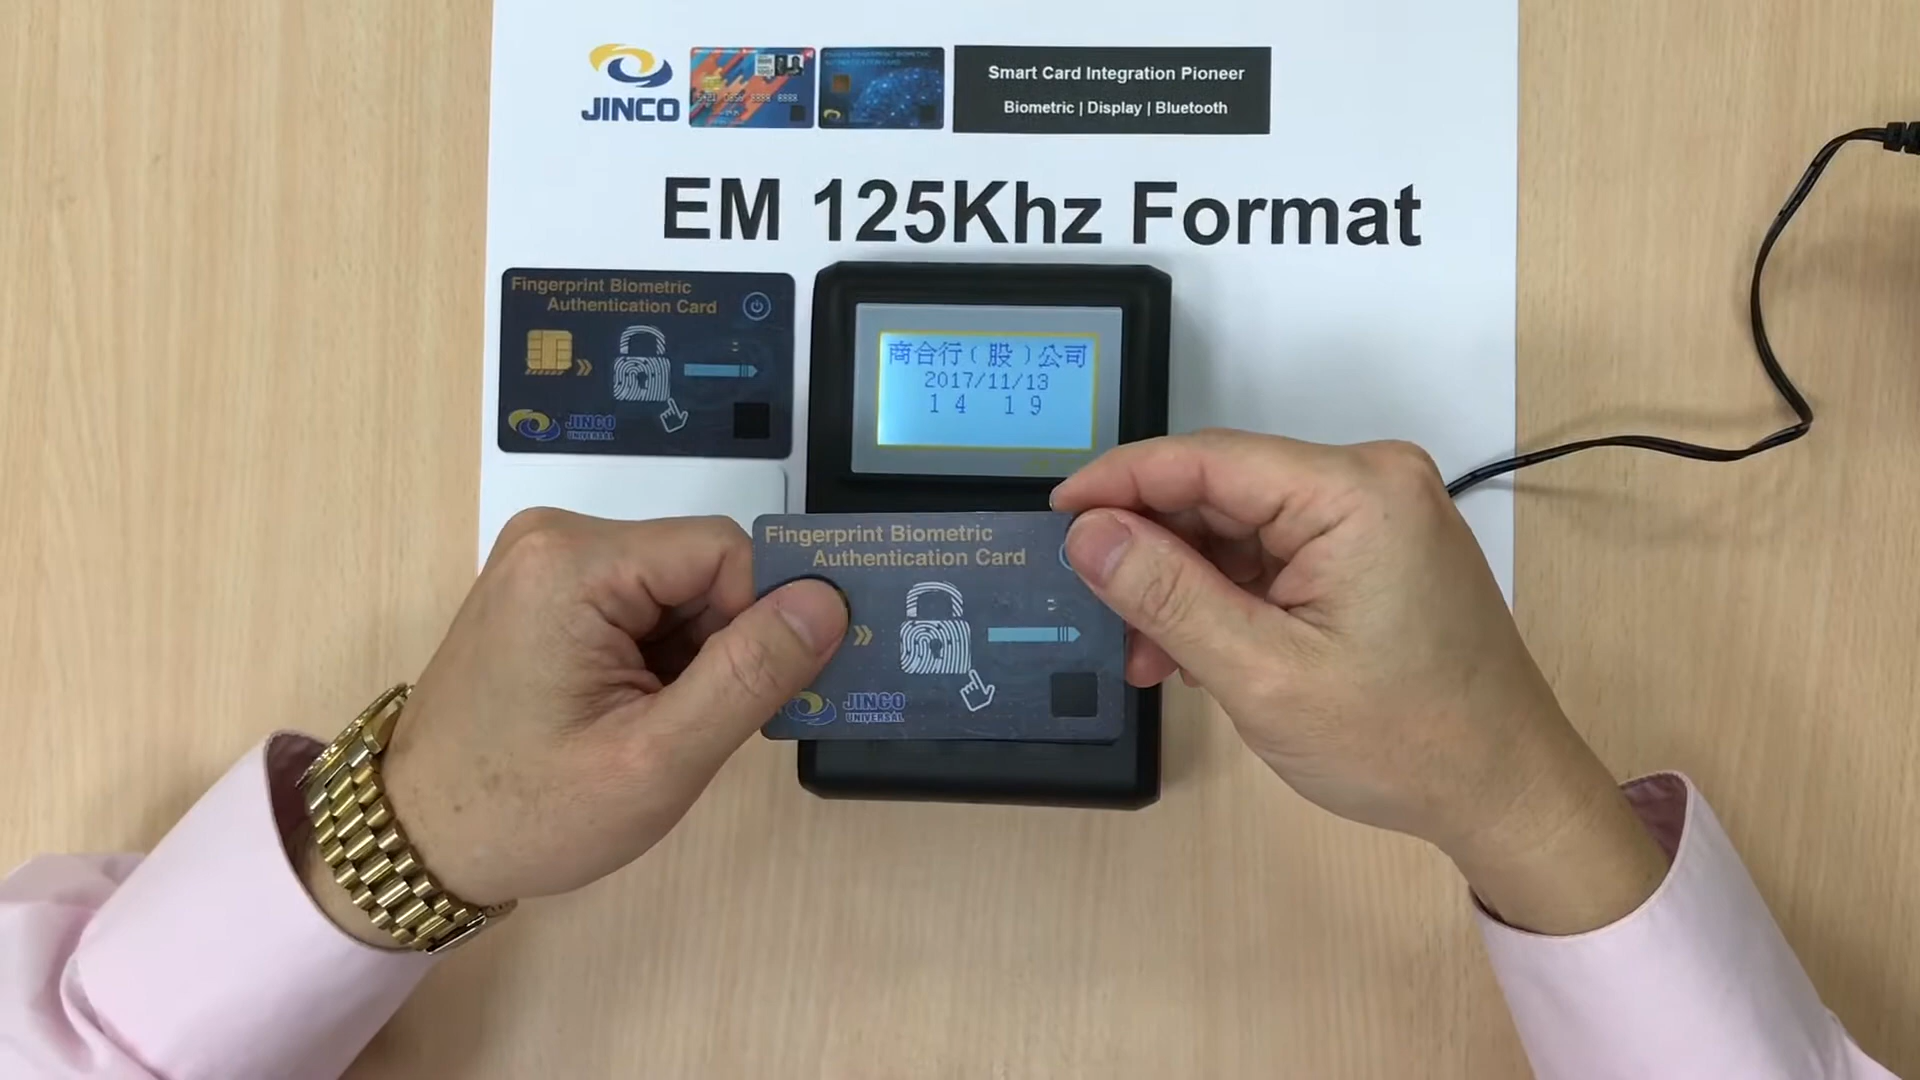 JINCO
Smart Card Integration Pioneer
Biometric | Display | Bluetooth
EM 125Khz Format
Fingerprint Biometric
Authentication Card
JINCO
UNIVERSAL
商合行(股)公司
2017/11/13
14 19
Fingerprint Biometric
Authentication Card
JINCO
UNIVERSAL